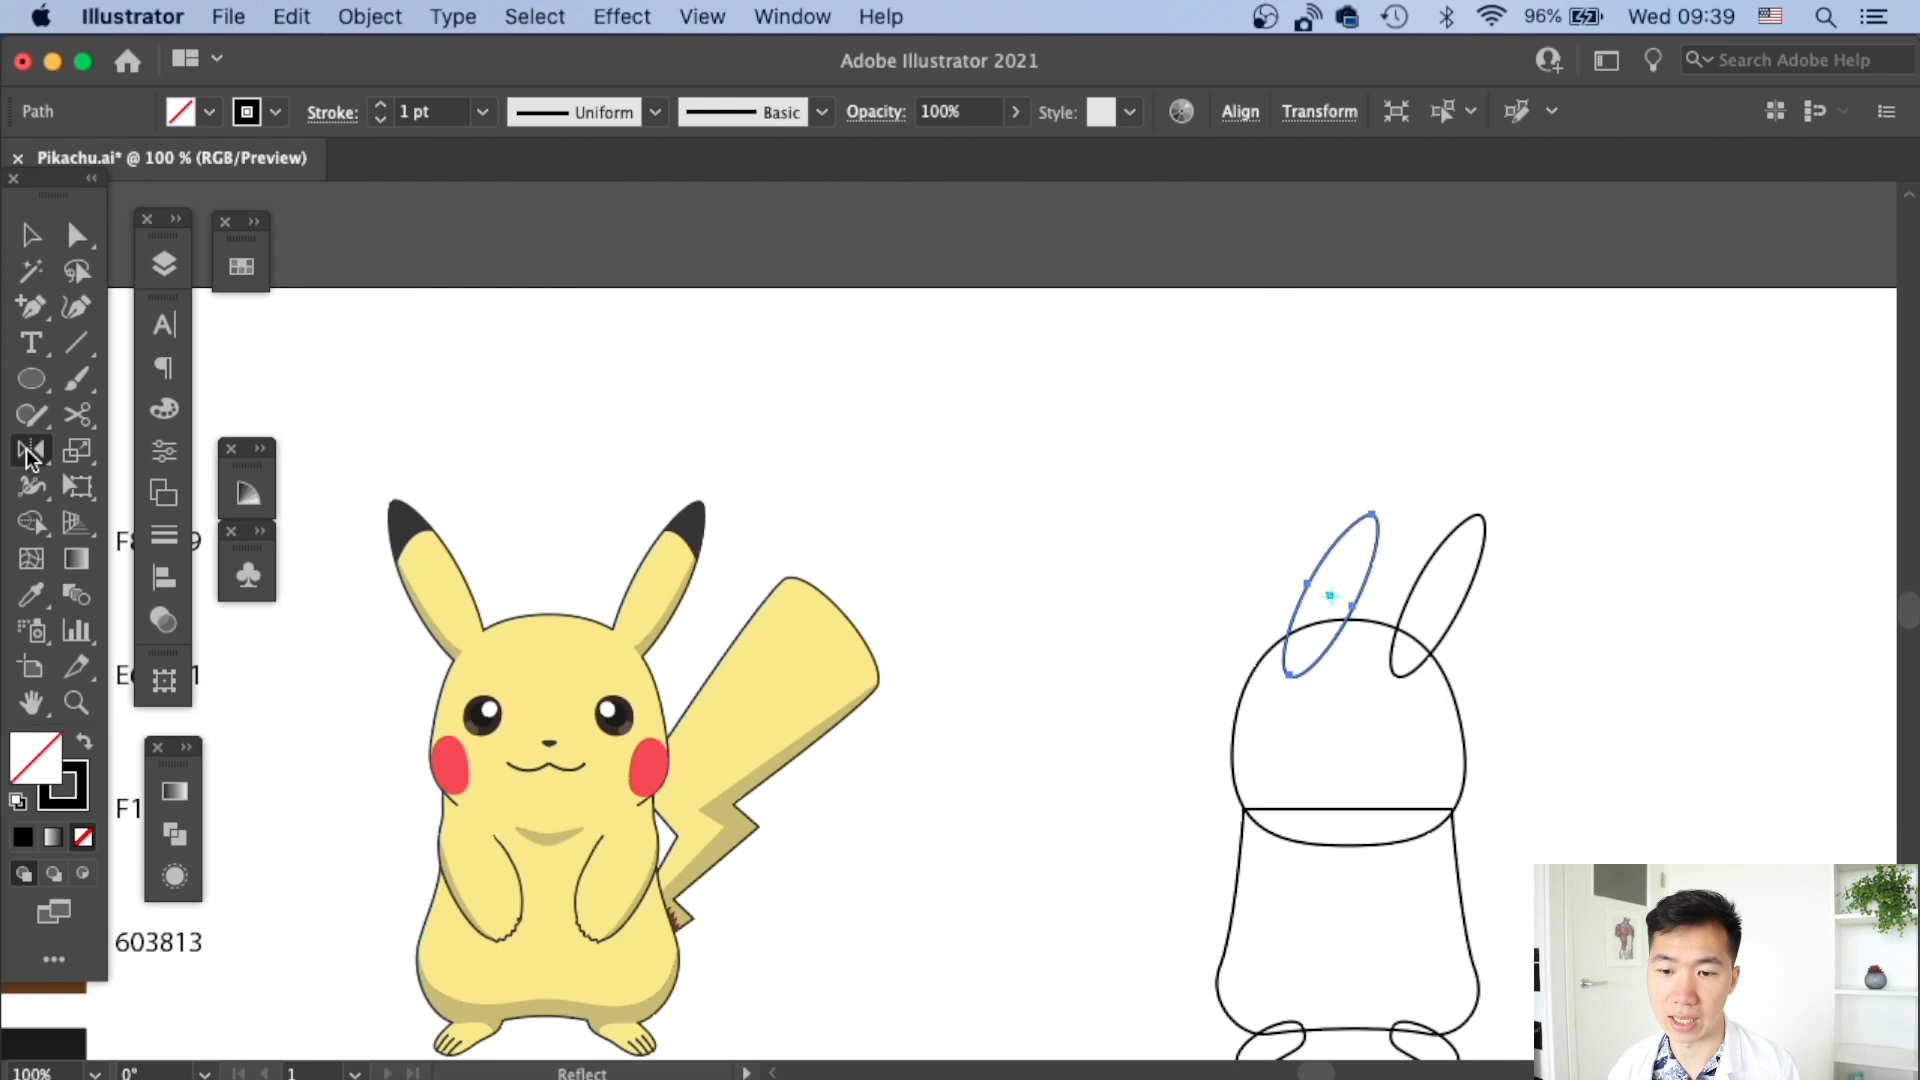 Illustrator File Edit Object Type Select Effect View Window Help 96% Wed 09:39
Adobe Illustrator 2021 Search Adobe Help
Path Stroke: 1 pt Uniform Basic Opacity: 100% Style: Align Transform
Pikachu.ai* @ 100 % (RGB/Preview)
603813
100% 0° 1 Reflect